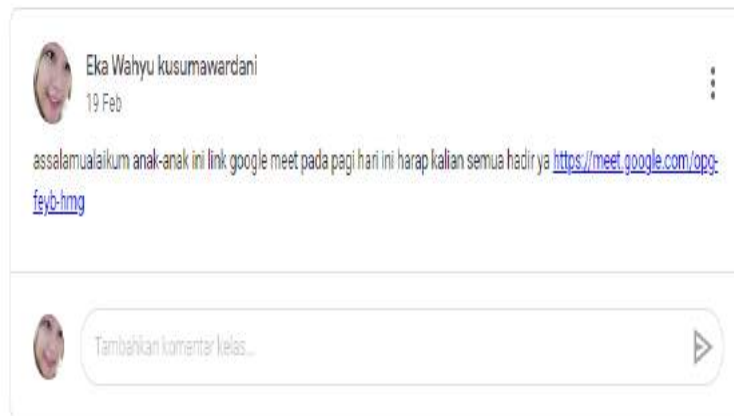 Eka Wahyu kusumawardani
19 Feb
assalamualaikum anak-anak ini link google meet pada pagi hari ini harap kalian semua hadir ya https://meet.google.com/opg-
feyb-hmg
Tambahkan komentar kelas...